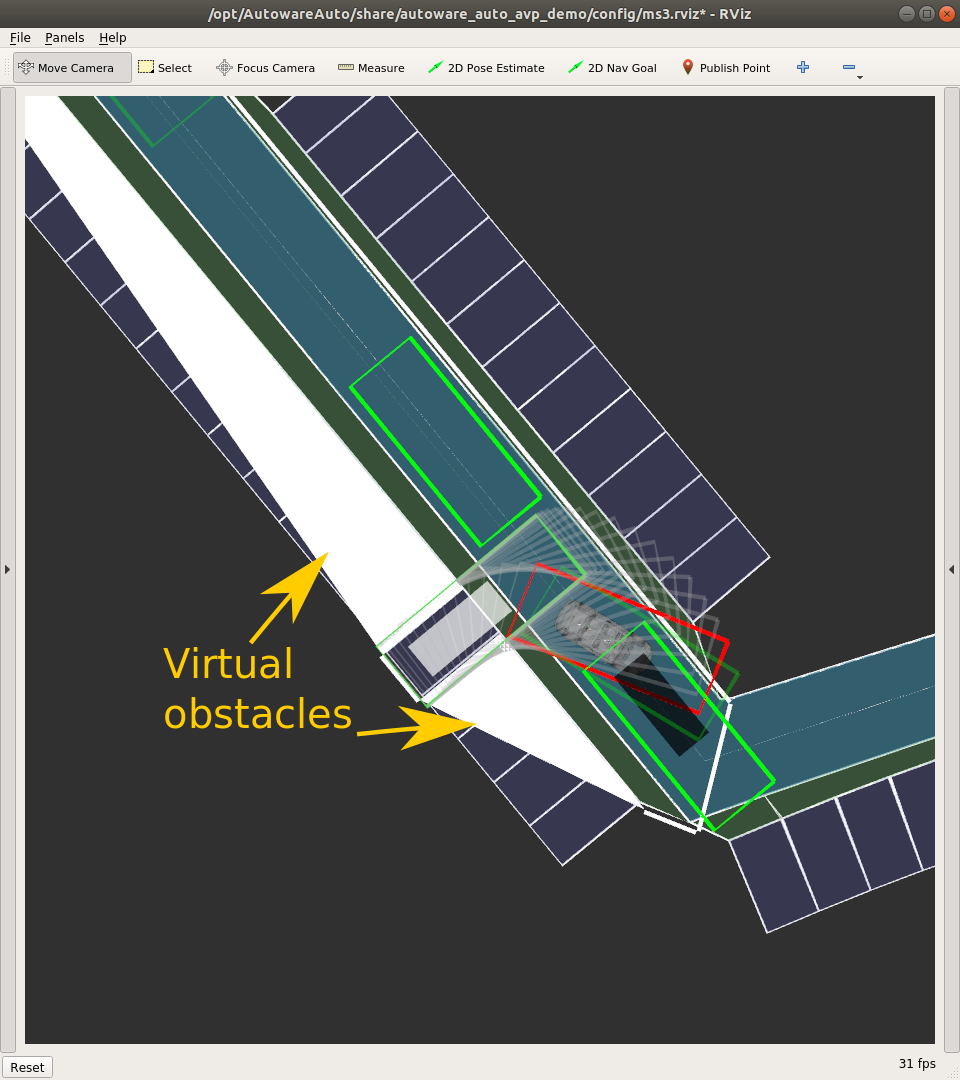 /opt/AutowareAuto/share/autoware_auto_avp_demo/config/ms3.rviz* - RViz
File Panels Help
Move Camera Select Focus Camera Measure 2D Pose Estimate 2D Nav Goal Publish Point
Virtual
obstacles
Reset 31 fps